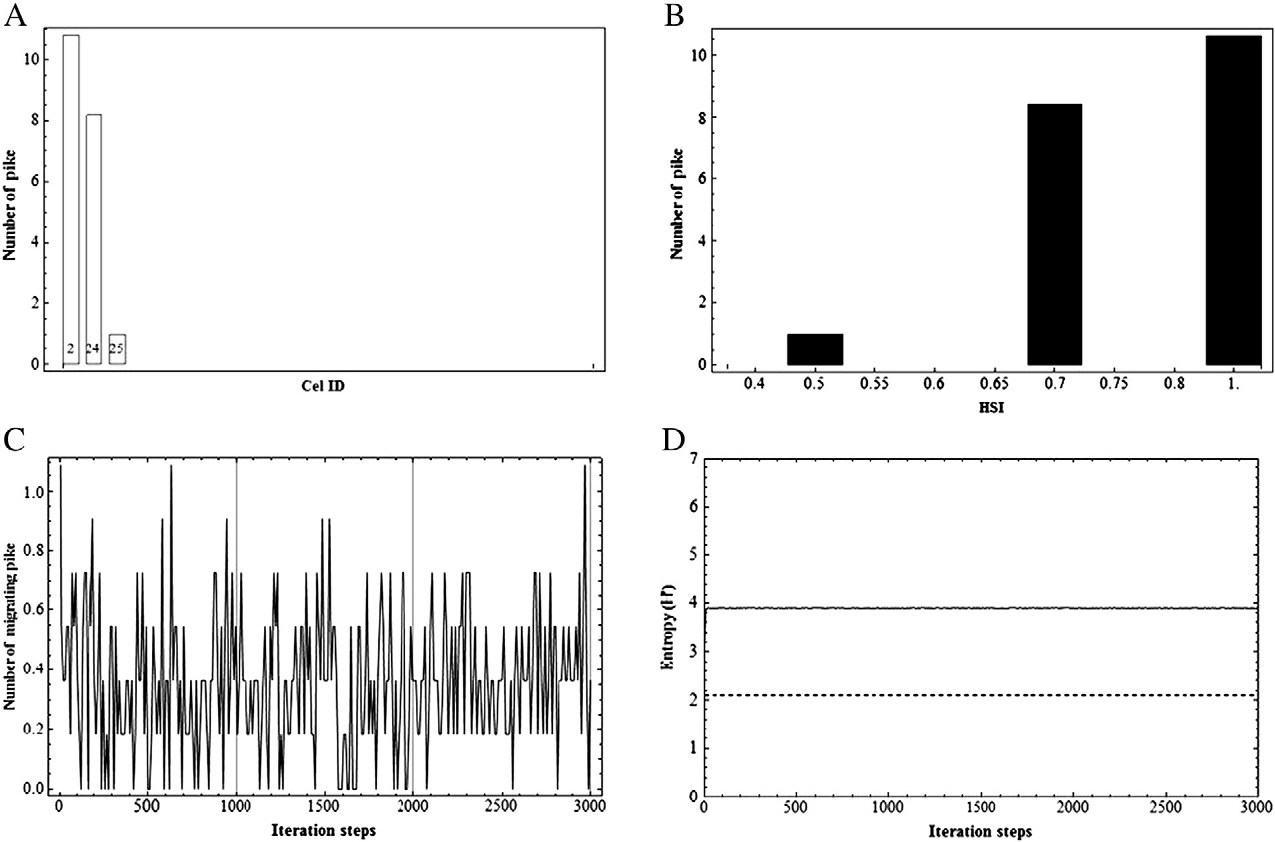 A
Number of pike
10
8
6
4
2
0
2 24 25
Cel ID
B
Number of pike
10
8
6
4
2
0
0.4 0.5 0.55 0.6 0.65 0.7 0.75 0.8 1.
HSI
C
Number of migrating pike
1.0
0.8
0.6
0.4
0.2
0.0
0 500 1000 1500 2000 2500 3000
Iteration steps
D
Entropy (H)
7
6
5
4
3
2
1
0
0 500 1000 1500 2000 2500 3000
Iteration steps